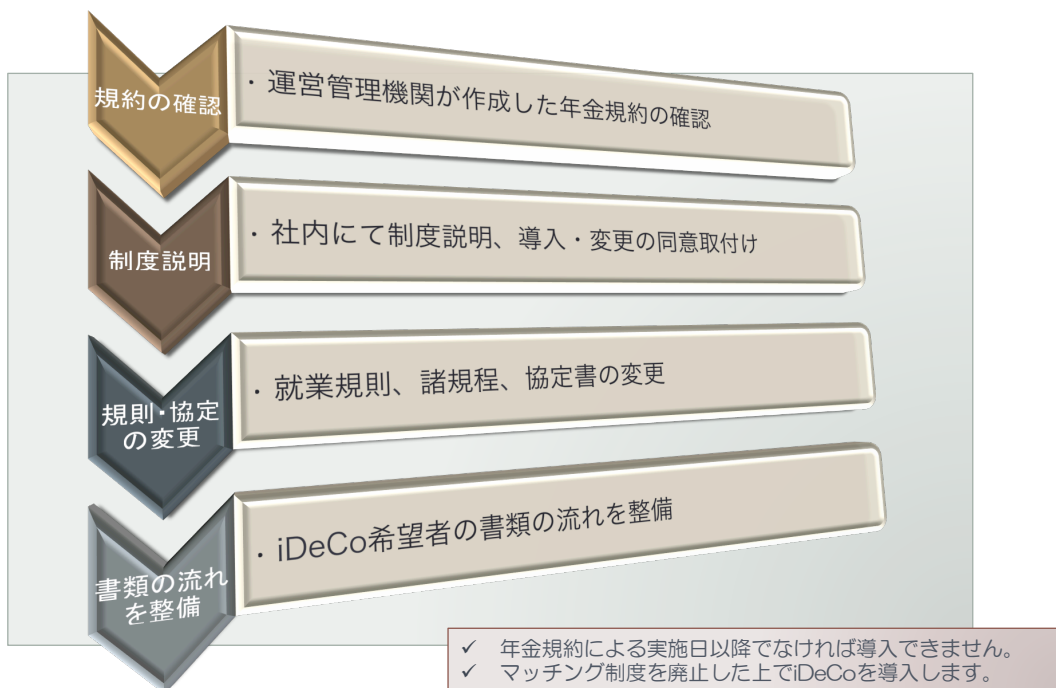 規約の確認
・運営管理機関が作成した年金規約の確認
制度説明
・社内にて制度説明、導入・変更の同意取付け
規則・協定
の変更
・就業規則、諸規程、協定書の変更
書類の流れ
を整備
・iDeCo希望者の書類の流れを整備
✓ 年金規約による実施日以降でなければ導入できません。
✓ マッチング制度を廃止した上でiDeCoを導入します。